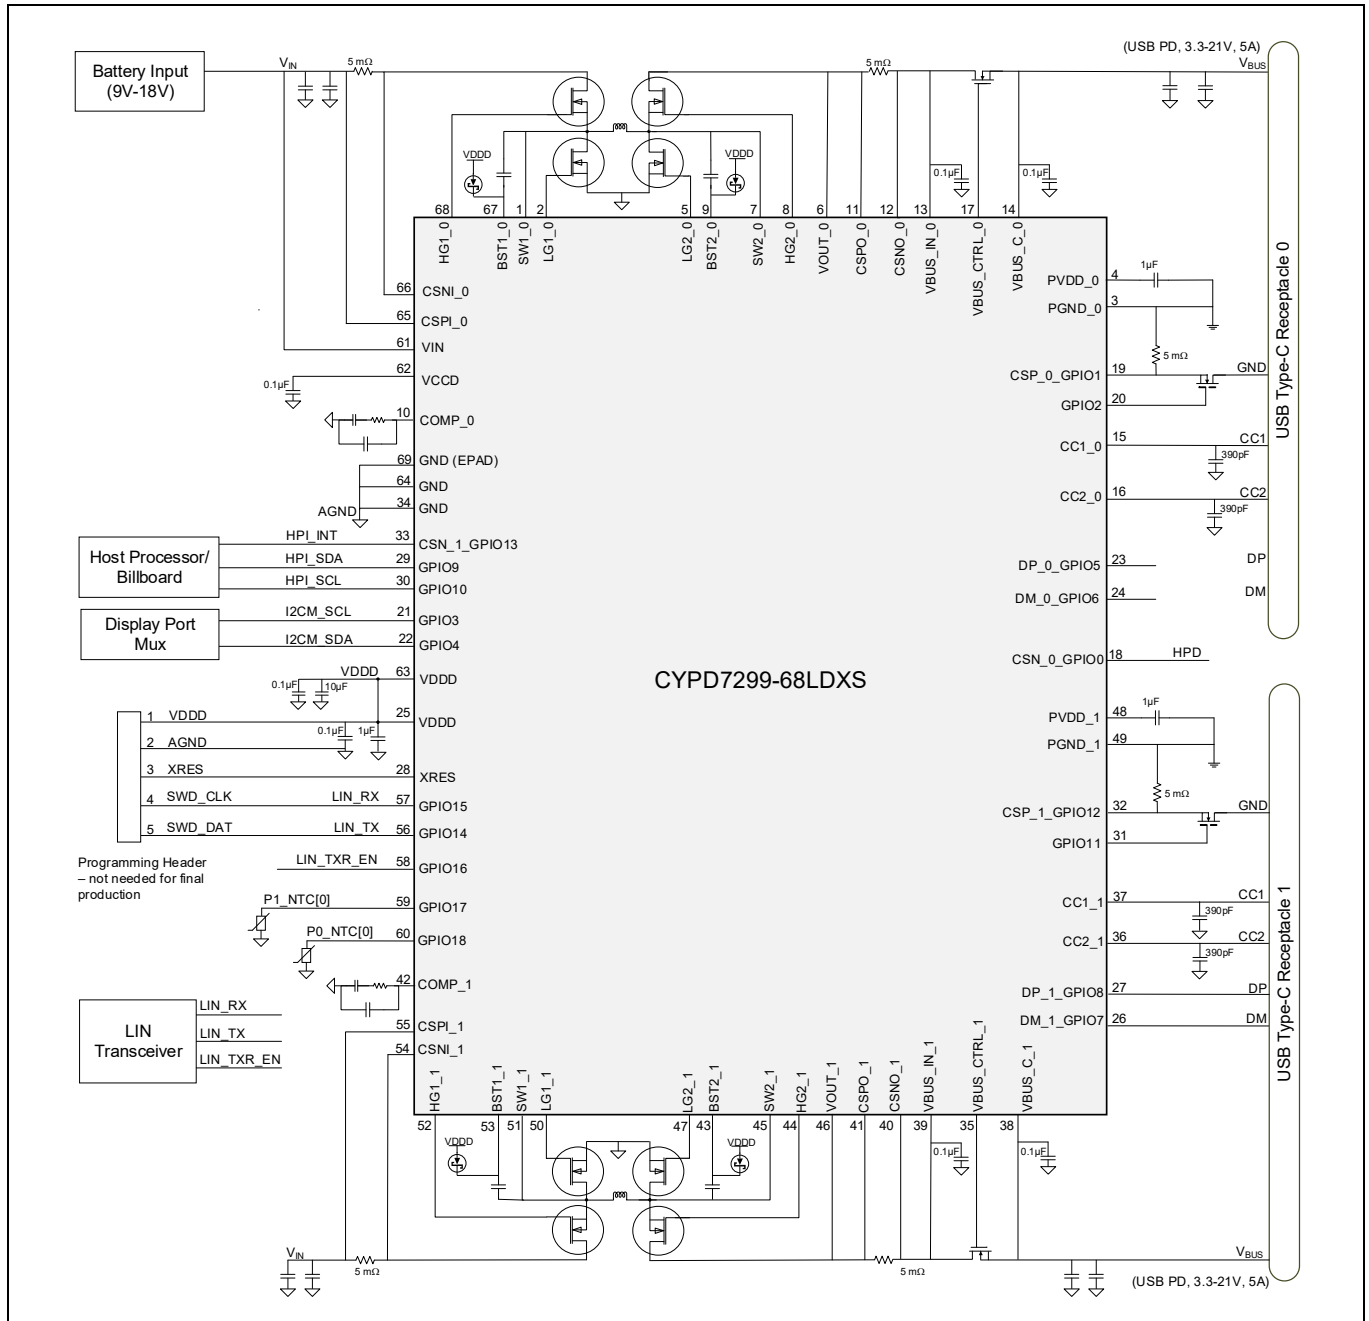 (USB PD, 3.3-21V, 5A)
Battery Input
(9V-18V)
VIN
5 mΩ
5 mΩ
VBUS
VDDD
VDDD
0.1µF
0.1µF
68
67
1
2
5
9
7
8
6
11
12
13
17
14
HG1_0
BST1_0
SW1_0
LG1_0
LG2_0
BST2_0
SW2_0
HG2_0
VOUT_0
CSPO_0
CSNO_0
VBUS_IN_0
VBUS_CTRL_0
VBUS_C_0
66 CSNI_0
65 CSPI_0
61 VIN
62 VCCD
0.1µF
10 COMP_0
69 GND (EPAD)
64 GND
34 GND
AGND
Host Processor/
Billboard
HPI_INT 33 CSN_1_GPIO13
HPI_SDA 29 GPIO9
HPI_SCL 30 GPIO10
Display Port
Mux
I2CM_SCL 21 GPIO3
I2CM_SDA 22 GPIO4
VDDD 63 VDDD
0.1µF 10µF
1 VDDD 25 VDDD
0.1µF 1µF
2 AGND
3 XRES 28 XRES
4 SWD_CLK LIN_RX 57 GPIO15
5 SWD_DAT LIN_TX 56 GPIO14
Programming Header
– not needed for final
production
LIN_TXR_EN 58 GPIO16
P1_NTC[0] 59 GPIO17
P0_NTC[0] 60 GPIO18
42 COMP_1
LIN
Transceiver
LIN_RX
LIN_TX
LIN_TXR_EN
55 CSPI_1
54 CSNI_1
CYPD7299-68LDXS
PVDD_0 4 1µF
PGND_0 3
5 mΩ
CSP_0_GPIO1 19 GND
GPIO2 20
CC1_0 15 CC1
390pF
CC2_0 16 CC2
390pF
DP_0_GPIO5 23 DP
DM_0_GPIO6 24 DM
USB Type-C Receptacle 0
CSN_0_GPIO0 18 HPD
PVDD_1 48 1µF
PGND_1 49
5 mΩ
CSP_1_GPIO12 32 GND
GPIO11 31
CC1_1 37 CC1
390pF
CC2_1 36 CC2
390pF
DP_1_GPIO8 27 DP
DM_1_GPIO7 26 DM
USB Type-C Receptacle 1
HG1_1
BST1_1
SW1_1
LG1_1
LG2_1
BST2_1
SW2_1
HG2_1
VOUT_1
CSPO_1
CSNO_1
VBUS_IN_1
VBUS_CTRL_1
VBUS_C_1
52
53
51
50
47
43
45
44
46
41
40
39
35
38
VDDD
VDDD
0.1µF
0.1µF
VIN
5 mΩ
5 mΩ
VBUS
(USB PD, 3.3-21V, 5A)